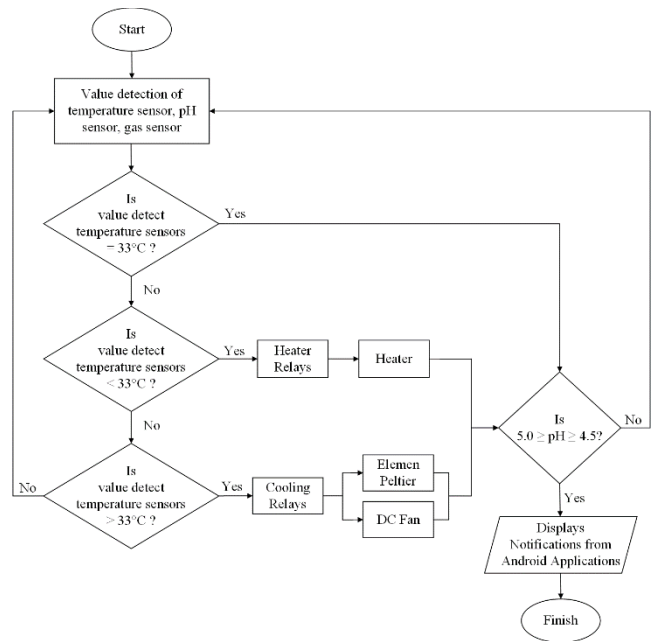 Start
Value detection of
temperature sensor, pH
sensor, gas sensor
Is
value detect
temperature sensors
= 33°C ?
Yes
No
Is
value detect
temperature sensors
< 33°C ?
Yes
Heater
Relays
Heater
No
Is
value detect
temperature sensors
> 33°C ?
No
Yes
Cooling
Relays
Elemen
Peltier
DC Fan
Is
5.0 ≥ pH ≥ 4.5?
No
Yes
Displays
Notifications from
Android Applications
Finish